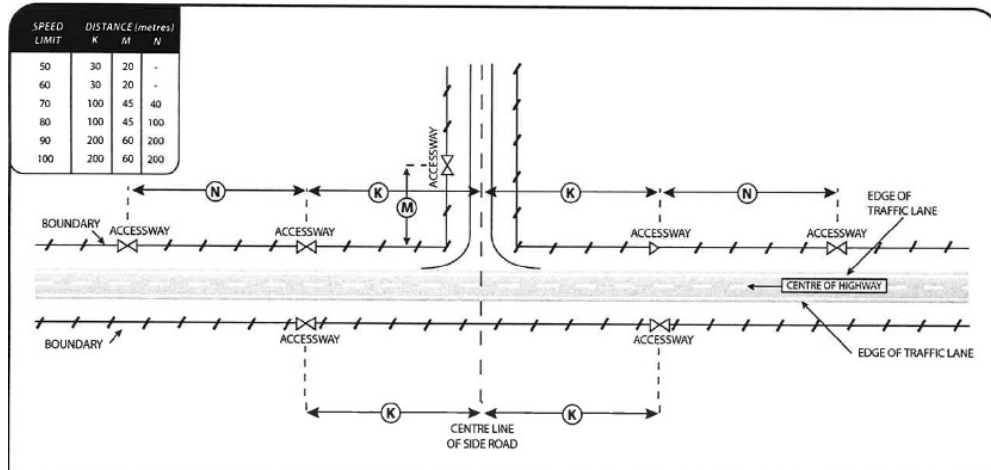 SPEED LIMIT DISTANCE (metres)
K M N
50 30 20 -
60 30 20 -
70 100 45 40
80 100 45 100
90 200 60 200
100 200 60 200
ACCESSWAY
N K K N
M
EDGE OF
TRAFFIC LANE
BOUNDARY
ACCESSWAY ACCESSWAY ACCESSWAY ACCESSWAY
CENTRE OF HIGHWAY
BOUNDARY
ACCESSWAY ACCESSWAY
EDGE OF TRAFFIC LANE
K K
CENTRE LINE
OF SIDE ROAD